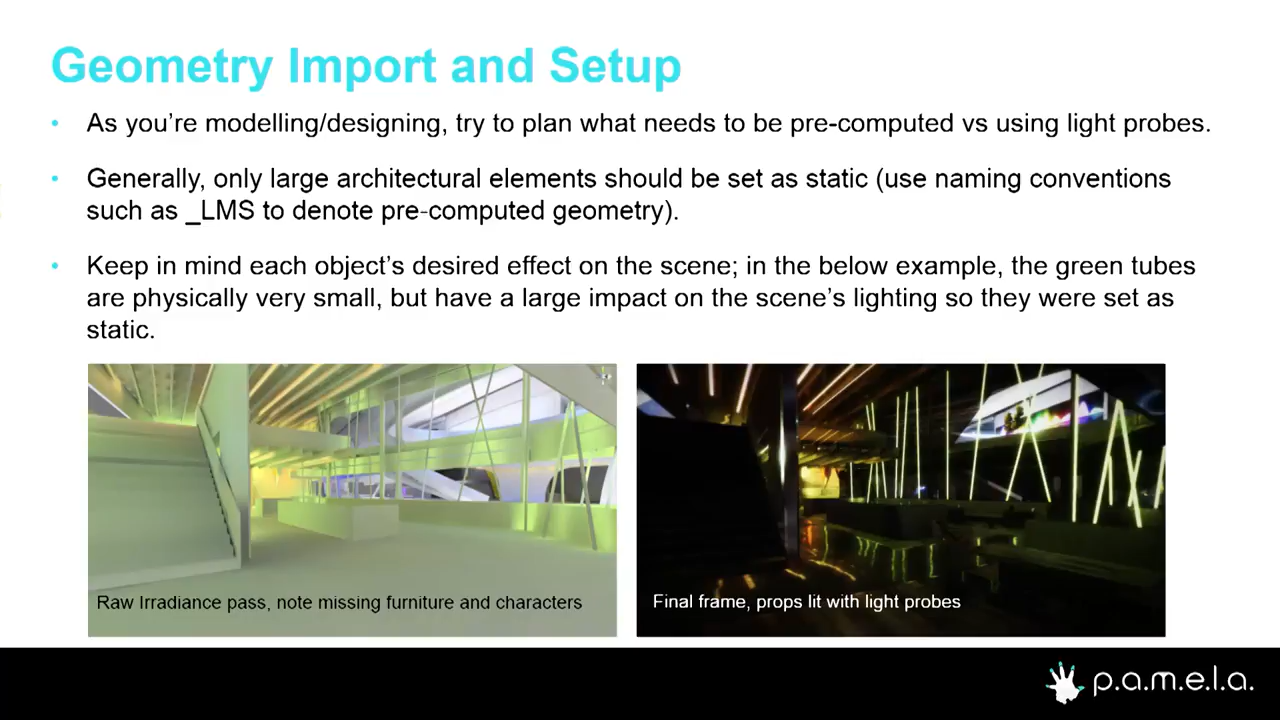 Geometry Import and Setup
• As you're modelling/designing, try to plan what needs to be pre-computed vs using light probes.
• Generally, only large architectural elements should be set as static (use naming conventions
such as _LMS to denote pre-computed geometry).
• Keep in mind each object's desired effect on the scene; in the below example, the green tubes
are physically very small, but have a large impact on the scene's lighting so they were set as
static.
Raw Irradiance pass, note missing furniture and characters
Final frame, props lit with light probes
p.a.m.e.l.a.